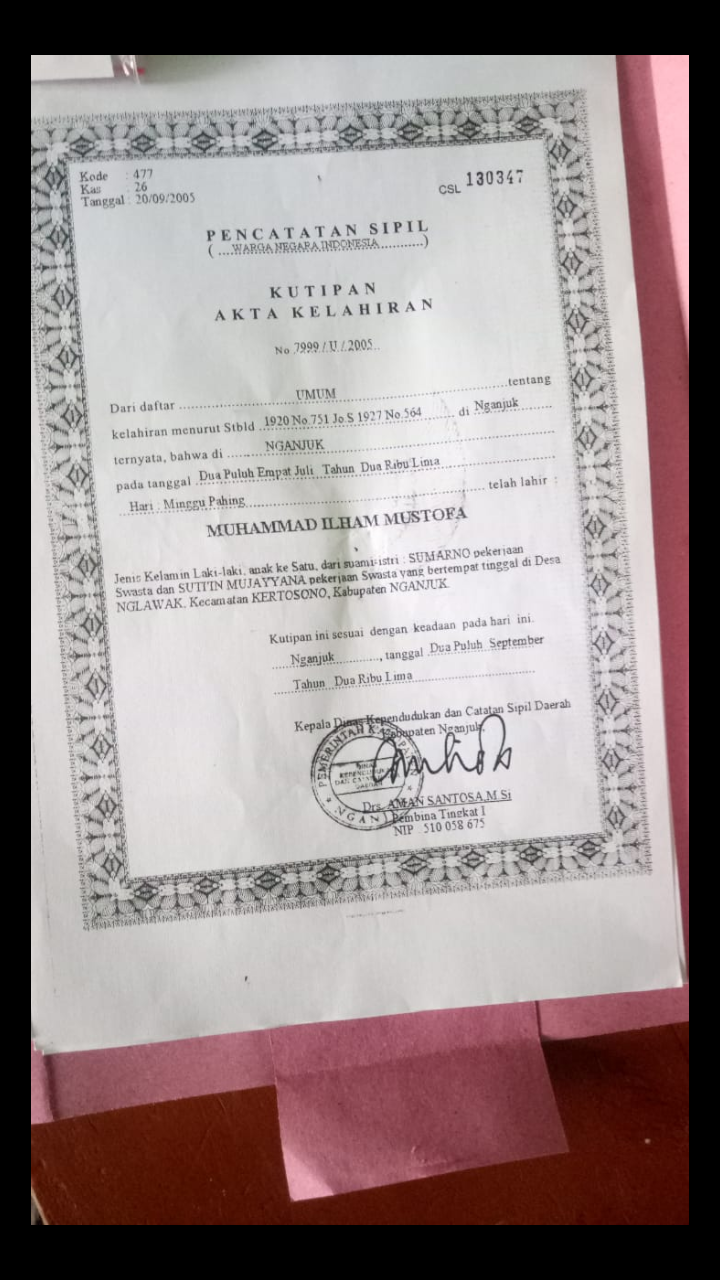 Kode : 477
Kas : 26
Tanggal : 20/09/2005
CSL 130347
PENCATATAN SIPIL
( ....WARGA NEGARA INDONESIA...........)
KUTIPAN
AKTA KELAHIRAN
No 7999 / U / 2005
Dari daftar ........ UMUM ........ tentang
kelahiran menurut Stbld 1920 No.751 Jo.S 1927 No.564 di Nganjuk
ternyata, bahwa di ...... NGANJUK
pada tanggal Dua Puluh Empat Juli Tahun Dua Ribu Lima
Hari : Minggu Pahing ........ telah lahir :
MUHAMMAD ILHAM MUSTOFA
Jenis Kelamin Laki-laki, anak ke Satu, dari suami-istri : SUMARNO pekerjaan
Swasta dan SUTI'IN MUJAYYANA pekerjaan Swasta yang bertempat tinggal di Desa
NGLAWAK, Kecamatan KERTOSONO, Kabupaten NGANJUK.
Kutipan ini sesuai dengan keadaan pada hari ini.
Nganjuk ........, tanggal Dua Puluh September
Tahun Dua Ribu Lima
Kepala Dinas Kependudukan dan Catatan Sipil Daerah
Kabupaten Nganjuk,
PEMERINTAH
DINAS
NGANJ
Drs. AMAN SANTOSA,M.Si
Pembina Tingkat I
NIP . 510 058 675